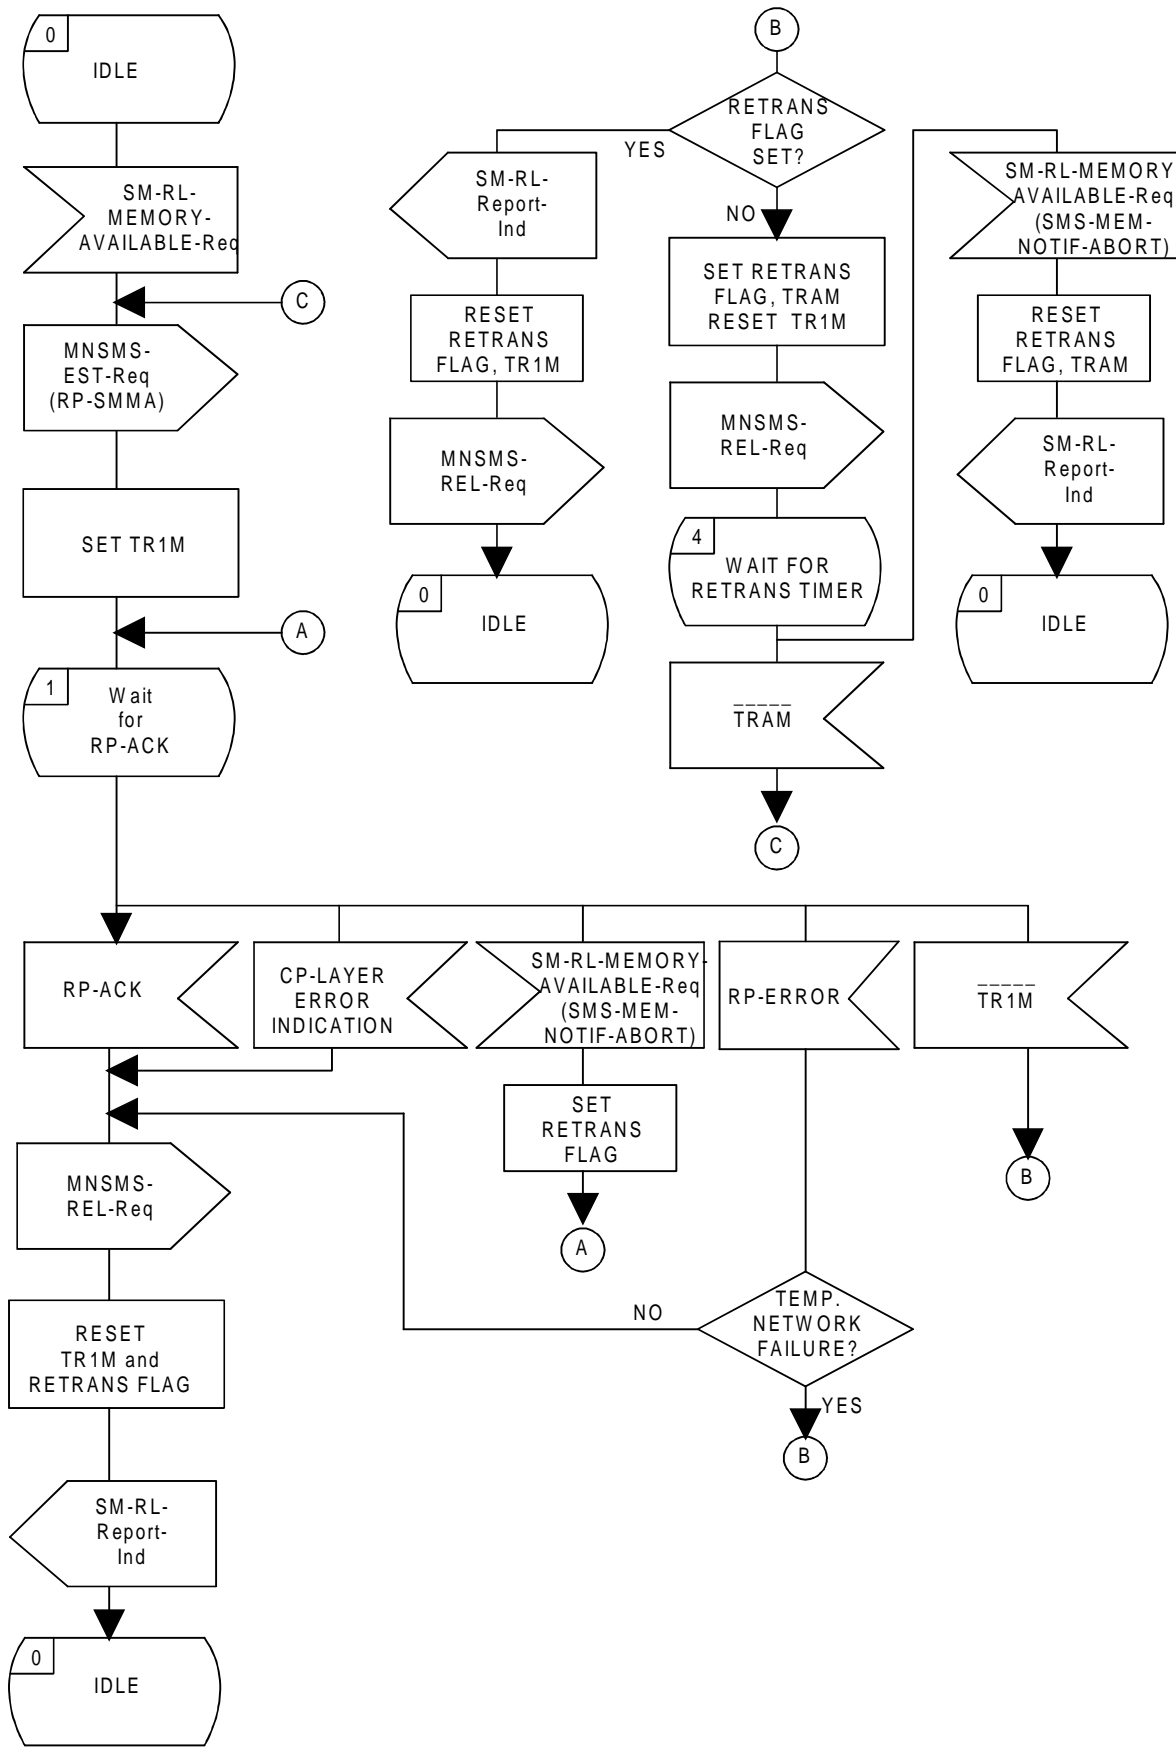 0
IDLE
SM-RL-
MEMORY-
AVAILABLE-Req
C
MNSMS-
EST-Req
(RP-SMMA)
SET TR1M
A
1
Wait
for
RP-ACK
B
RETRANS
FLAG
SET?
YES
NO
SM-RL-
Report-
Ind
RESET
RETRANS
FLAG, TR1M
MNSMS-
REL-Req
0
IDLE
SET RETRANS
FLAG, TRAM
RESET TR1M
MNSMS-
REL-Req
4
WAIT FOR
RETRANS TIMER
TRAM
C
SM-RL-MEMORY
AVAILABLE-Req
(SMS-MEM-
NOTIF-ABORT)
RESET
RETRANS
FLAG, TRAM
SM-RL-
Report-
Ind
0
IDLE
RP-ACK
CP-LAYER
ERROR
INDICATION
SM-RL-MEMORY-
AVAILABLE-Req
(SMS-MEM-
NOTIF-ABORT)
RP-ERROR
TR1M
SET
RETRANS
FLAG
A
B
MNSMS-
REL-Req
NO
TEMP.
NETWORK
FAILURE?
YES
B
RESET
TR1M and
RETRANS FLAG
SM-RL-
Report-
Ind
0
IDLE